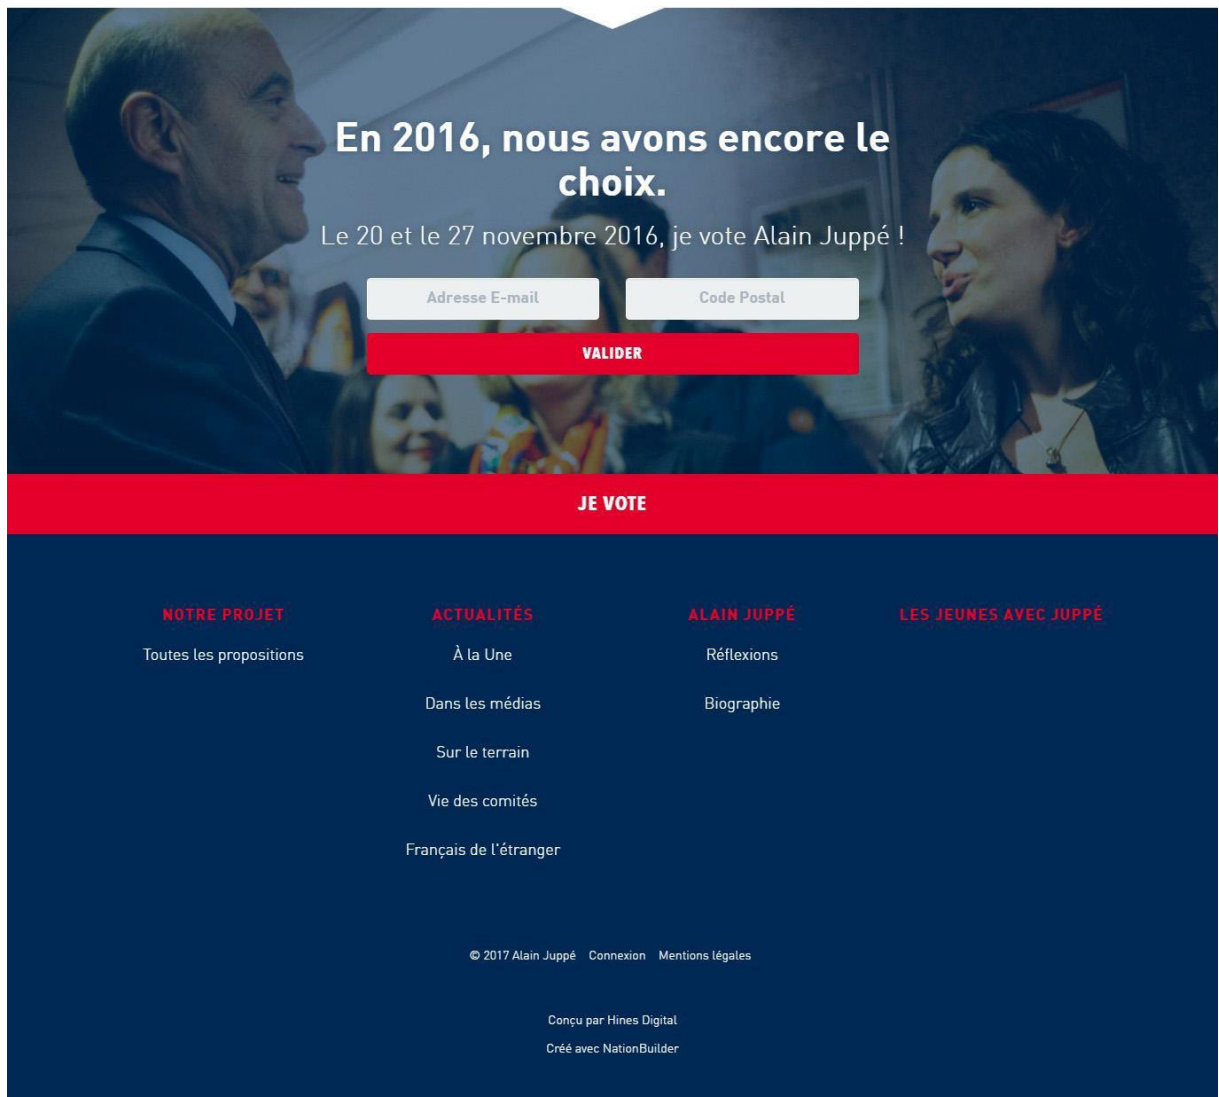 En 2016, nous avons encore le
choix.
Le 20 et le 27 novembre 2016, je vote Alain Juppé !
Adresse E-mail
Code Postal
VALIDER
JE VOTE
NOTRE PROJET
Toutes les propositions
ACTUALITÉS
À la Une
Dans les médias
Sur le terrain
Vie des comités
Français de l'étranger
ALAIN JUPPÉ
Réflexions
Biographie
LES JEUNES AVEC JUPPÉ
© 2017 Alain Juppé Connexion Mentions légales
Conçu par Hines Digital
Créé avec NationBuilder